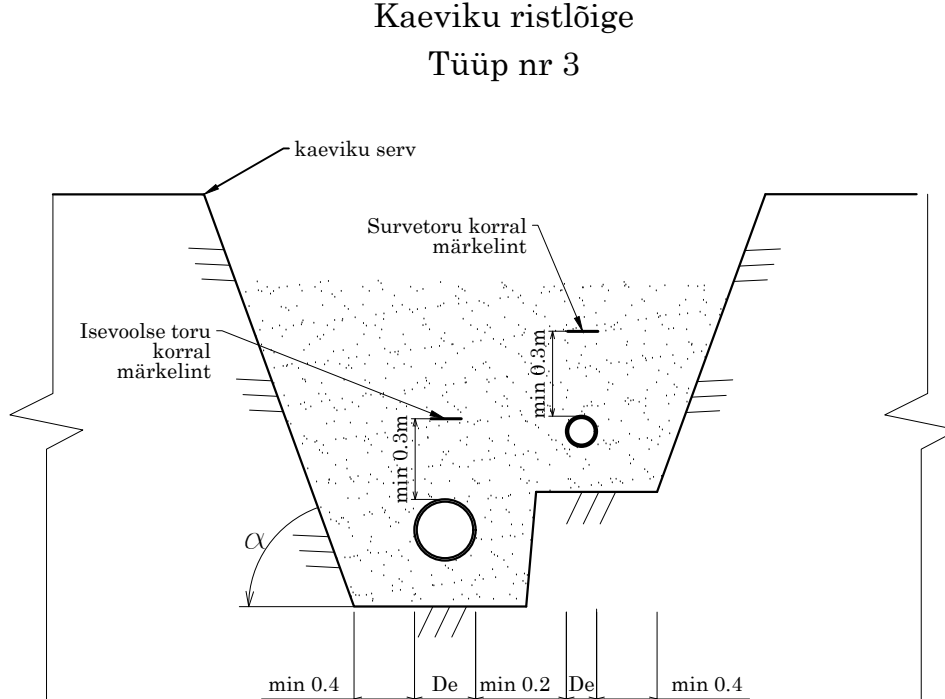 Kaeviku ristlõige
Tüüp nr 3
kaeviku serv
Survetoru korral
märkelint
Isevoolse toru
korral
märkelint
min 0.3m
min 0.3m
α
min 0.4
De
min 0.2
De
min 0.4